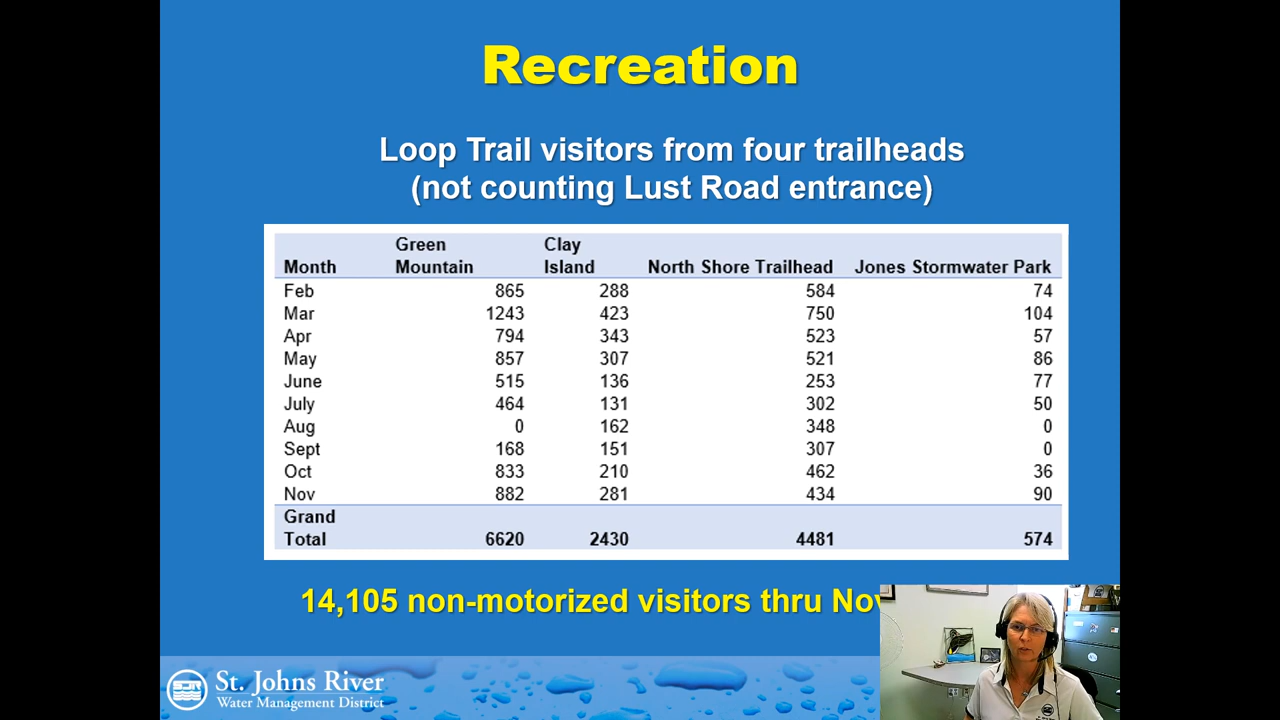 Recreation
Loop Trail visitors from four trailheads
(not counting Lust Road entrance)
Green Clay
Month Mountain Island North Shore Trailhead Jones Stormwater Park
Feb 865 288 584 74
Mar 1243 423 750 104
Apr 794 343 523 57
May 857 307 521 86
June 515 136 253 77
July 464 131 302 50
Aug 0 162 348 0
Sept 168 151 307 0
Oct 833 210 462 36
Nov 882 281 434 90
Grand
Total 6620 2430 4481 574
14,105 non-motorized visitors thru Nov
St. Johns River
Water Management District